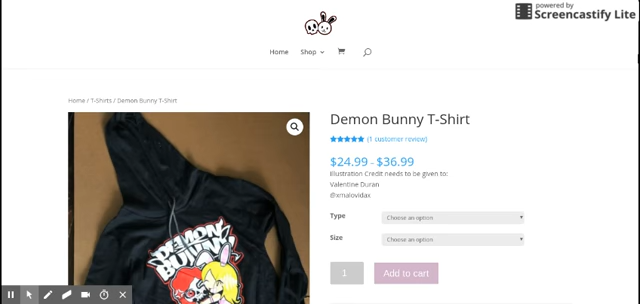 powered by
Screencastify Lite
Home
Shop
Home / T-Shirts / Demon Bunny T-Shirt
Demon Bunny T-Shirt
(1 customer review)
$24.99 - $36.99
Illustration Credit needs to be given to:
Valentine Duran
@xmalovidax
Type
Choose an option
Size
Choose an option
1
Add to cart
DEMON
BUNNY